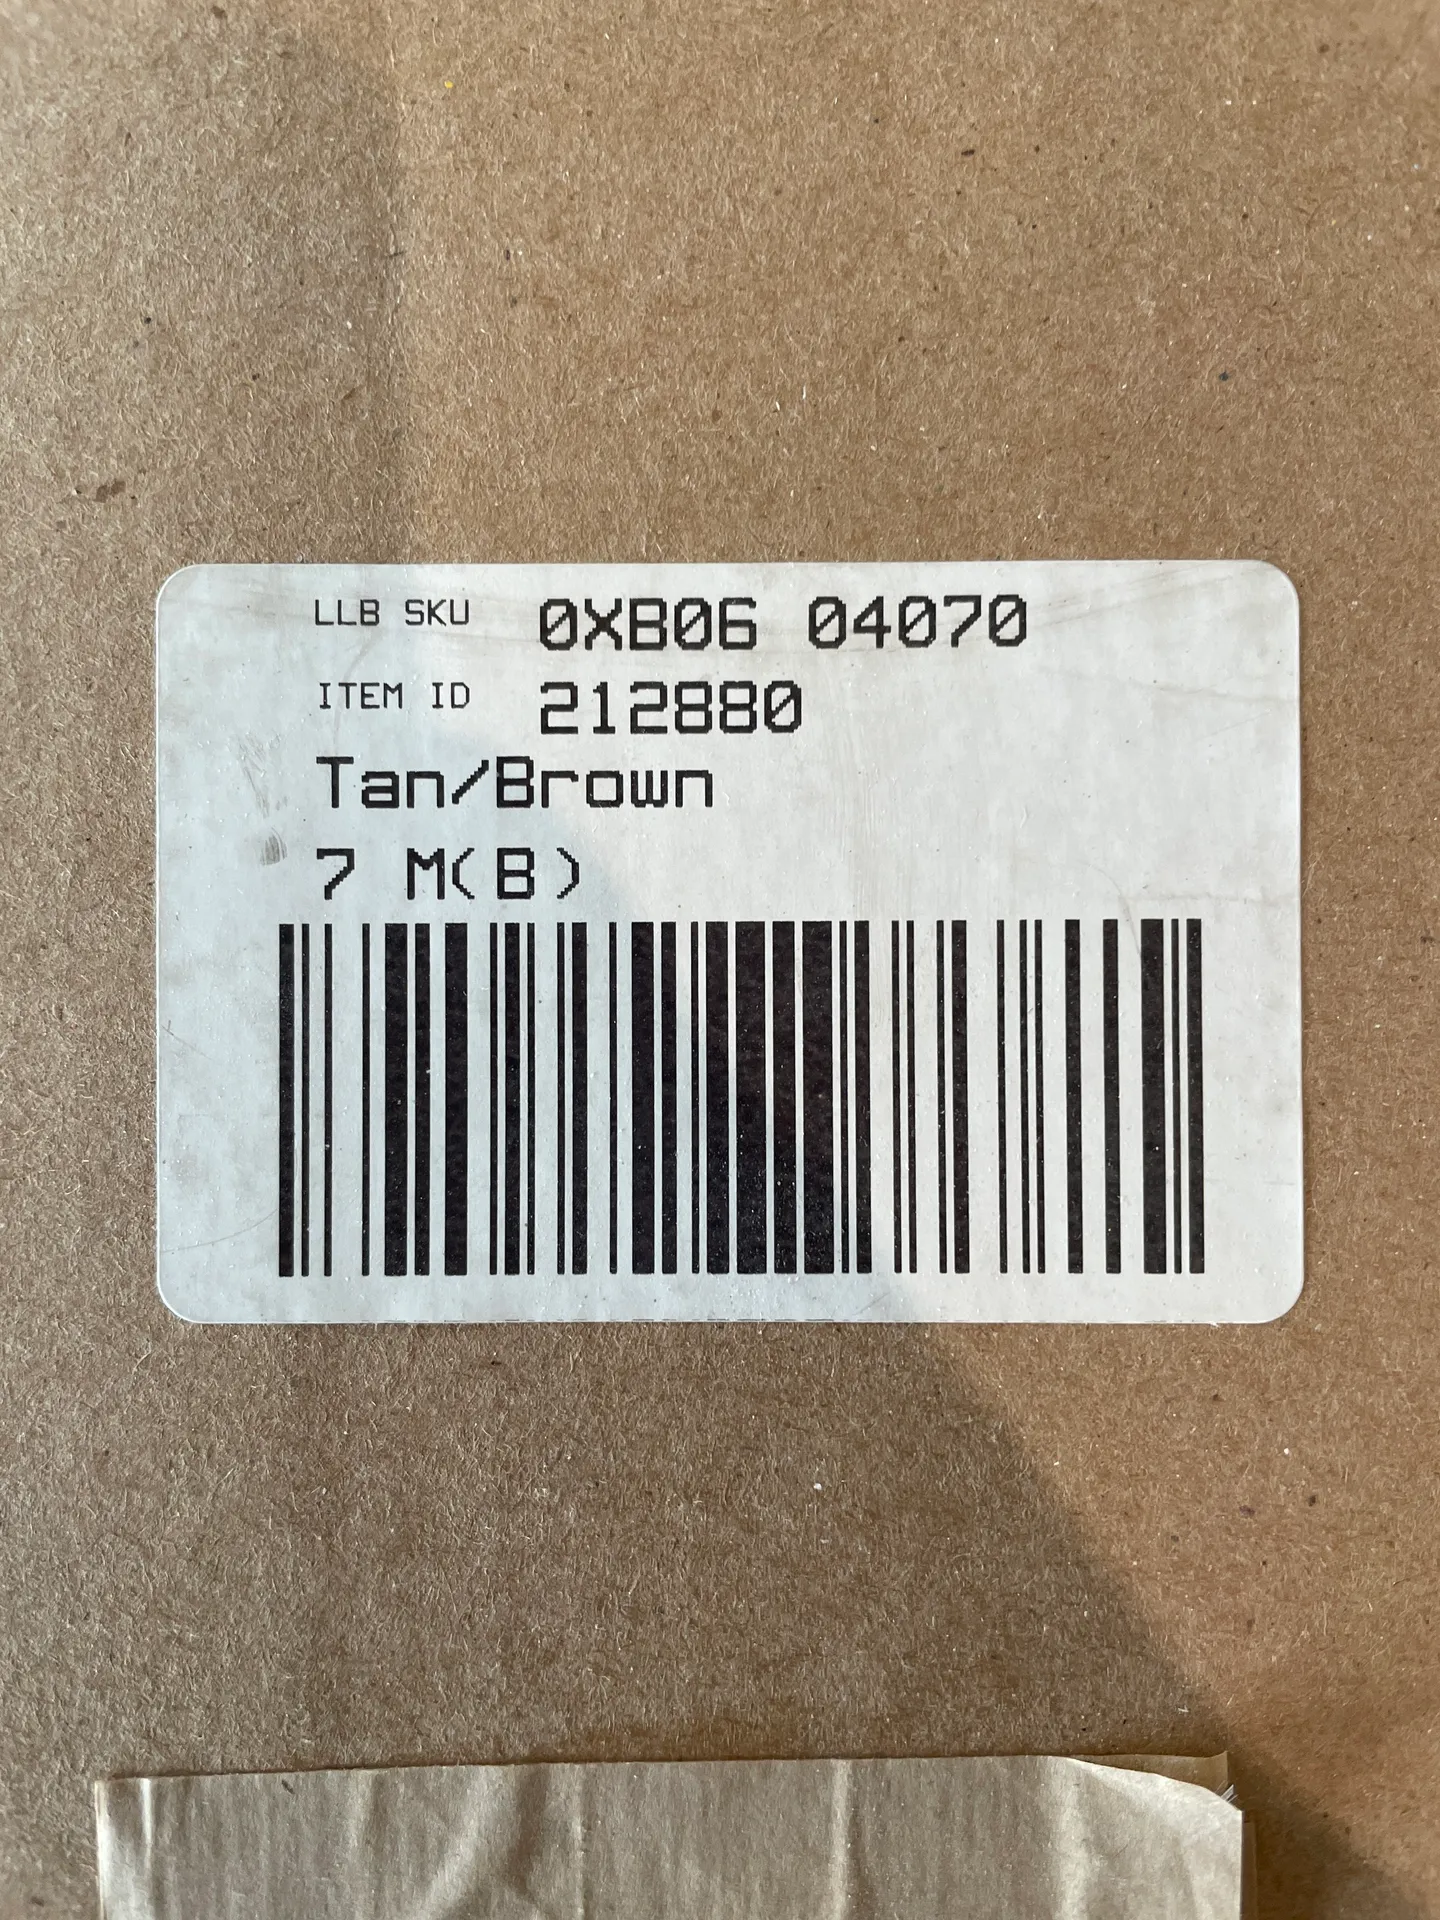 LLB SKU 0XB06 04070
ITEM ID 212880
Tan/Brown
7 M(B)